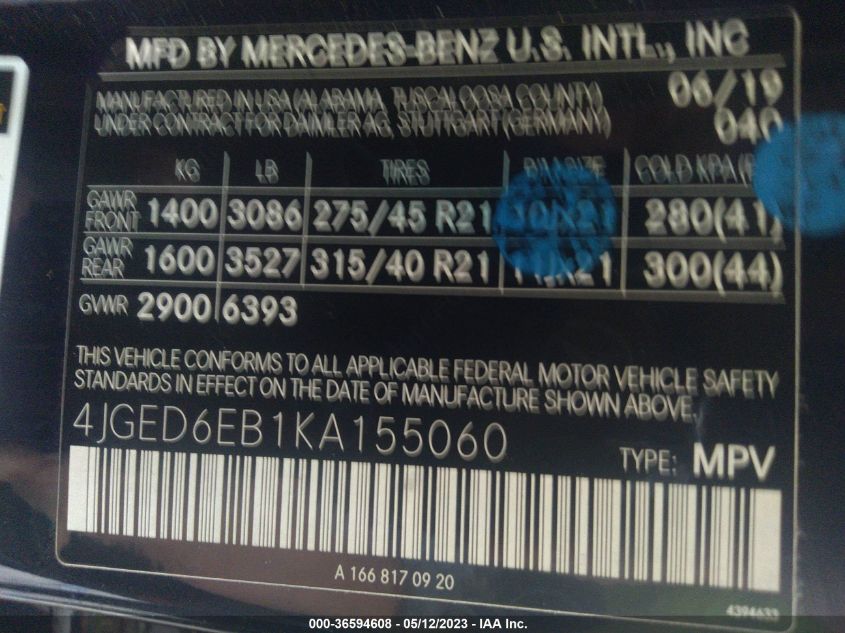 MFD BY MERCEDES-BENZ U.S. INTL., INC
06/19
MANUFACTURED IN USA (ALABAMA, TUSCALOOSA COUNTY)
UNDER CONTRACT FOR DAIMLER AG, STUTTGART (GERMANY) 040
KG LB TIRES RIM SIZE COLD KPA
GAWR FRONT 1400 3086 275/45 R21 280(41)
GAWR REAR 1600 3527 315/40 R21 300(44)
GVWR 2900 6393
THIS VEHICLE CONFORMS TO ALL APPLICABLE FEDERAL MOTOR VEHICLE SAFETY
STANDARDS IN EFFECT ON THE DATE OF MANUFACTURE SHOWN ABOVE.
4JGED6EB1KA155060
TYPE: MPV
A 166 817 09 20
4394633
000-36594608 - 05/12/2023 - IAA Inc.